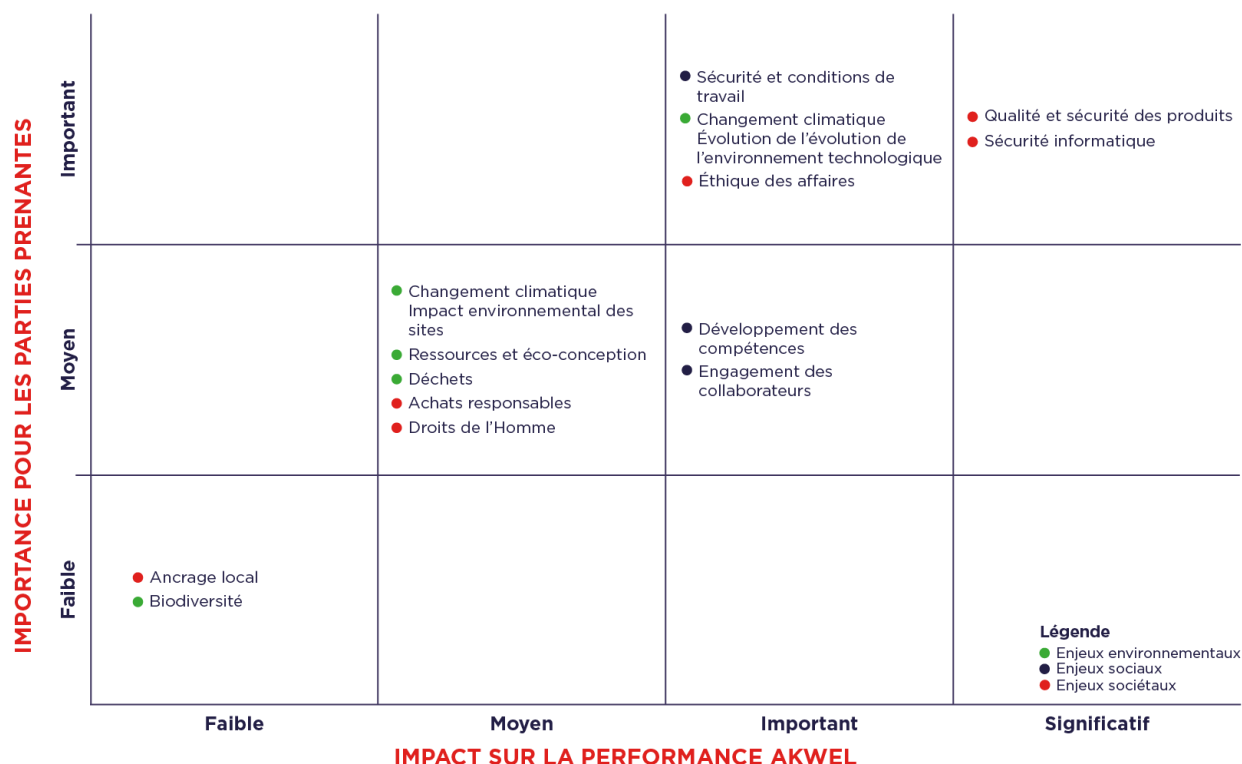 IMPORTANCE POUR LES PARTIES PRENANTES
Important
Sécurité et conditions de
travail
Changement climatique
Évolution de l'évolution de
l'environnement technologique
Éthique des affaires
Qualité et sécurité des produits
Sécurité informatique
Moyen
Changement climatique
Impact environnemental des
sites
Ressources et éco-conception
Déchets
Achats responsables
Droits de l'Homme
Développement des
compétences
Engagement des
collaborateurs
Faible
Ancrage local
Biodiversité
Légende
Enjeux environnementaux
Enjeux sociaux
Enjeux sociétaux
Faible
Moyen
Important
Significatif
IMPACT SUR LA PERFORMANCE AKWEL